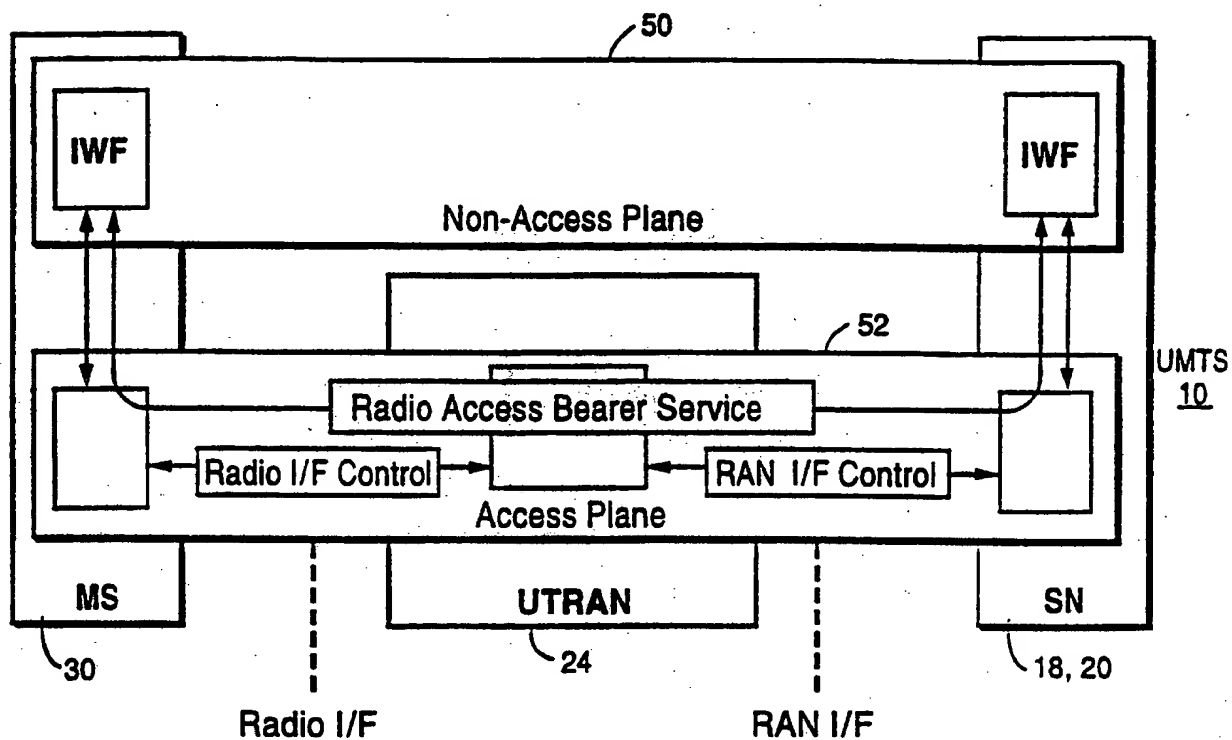 50
IWF
IWF
Non-Access Plane
52
UMTS
10
Radio Access Bearer Service
Radio I/F Control
RAN I/F Control
Access Plane
MS
UTRAN
SN
30
24
18, 20
Radio I/F
RAN I/F